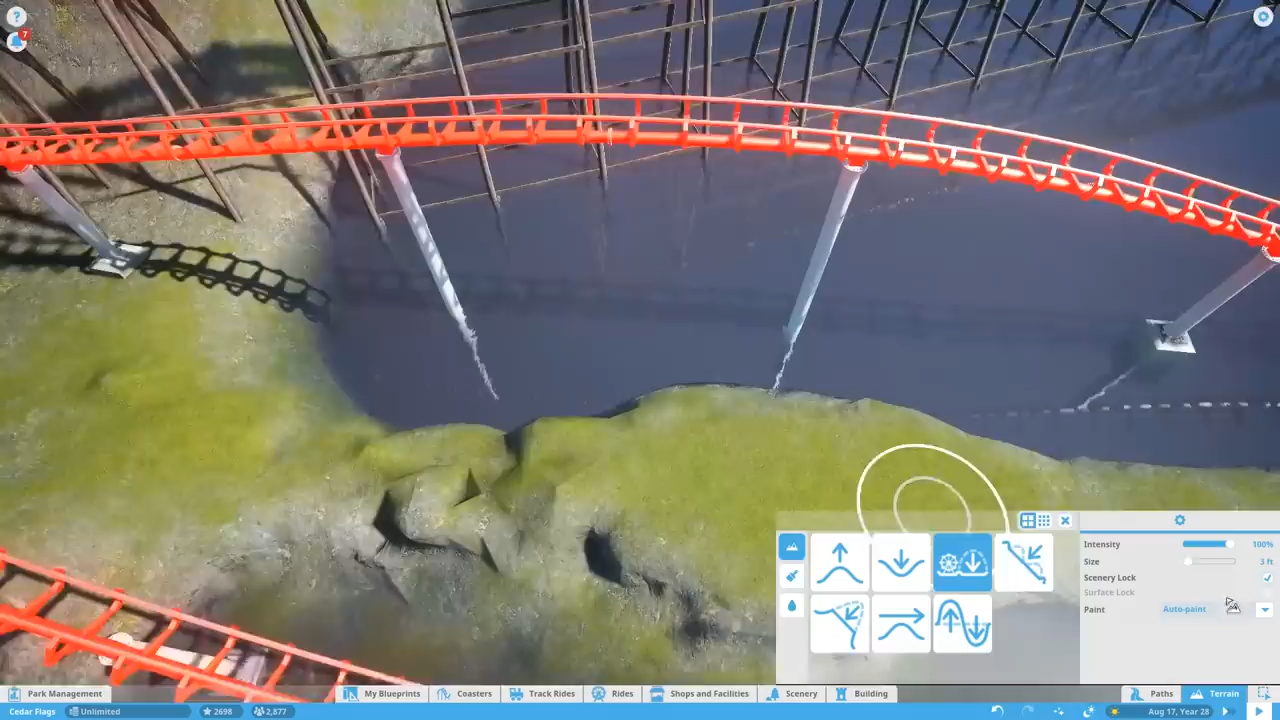 ?
7
Intensity 100%
Size 3 ft
Scenery Lock
Surface Lock
Paint Auto-paint
Park Management My Blueprints Coasters Track Rides Rides Shops and Facilities Scenery Building Paths Terrain
Cedar Flags Unlimited 2698 2,877 Aug 17, Year 28